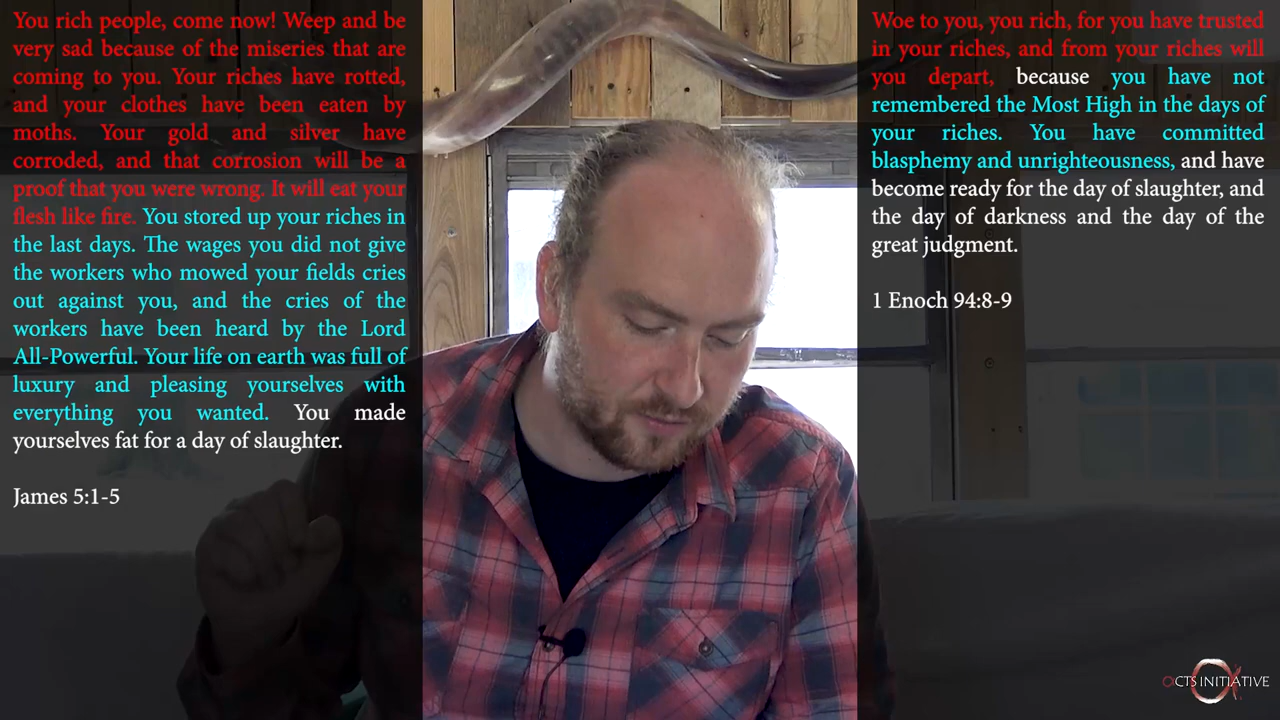 You rich people, come now! Weep and be
very sad because of the miseries that are
coming to you. Your riches have rotted,
and your clothes have been eaten by
moths. Your gold and silver have
corroded, and that corrosion will be a
proof that you were wrong. It will eat your
flesh like fire. You stored up your riches in
the last days. The wages you did not give
the workers who mowed your fields cries
out against you, and the cries of the
workers have been heard by the Lord
All-Powerful. Your life on earth was full of
luxury and pleasing yourselves with
everything you wanted. You made
yourselves fat for a day of slaughter.
James 5:1-5
Woe to you, you rich, for you have trusted
in your riches, and from your riches will
you depart, because you have not
remembered the Most High in the days of
your riches. You have committed
blasphemy and unrighteousness, and have
become ready for the day of slaughter, and
the day of darkness and the day of the
great judgment.
1 Enoch 94:8-9
CTS INITIATIVE